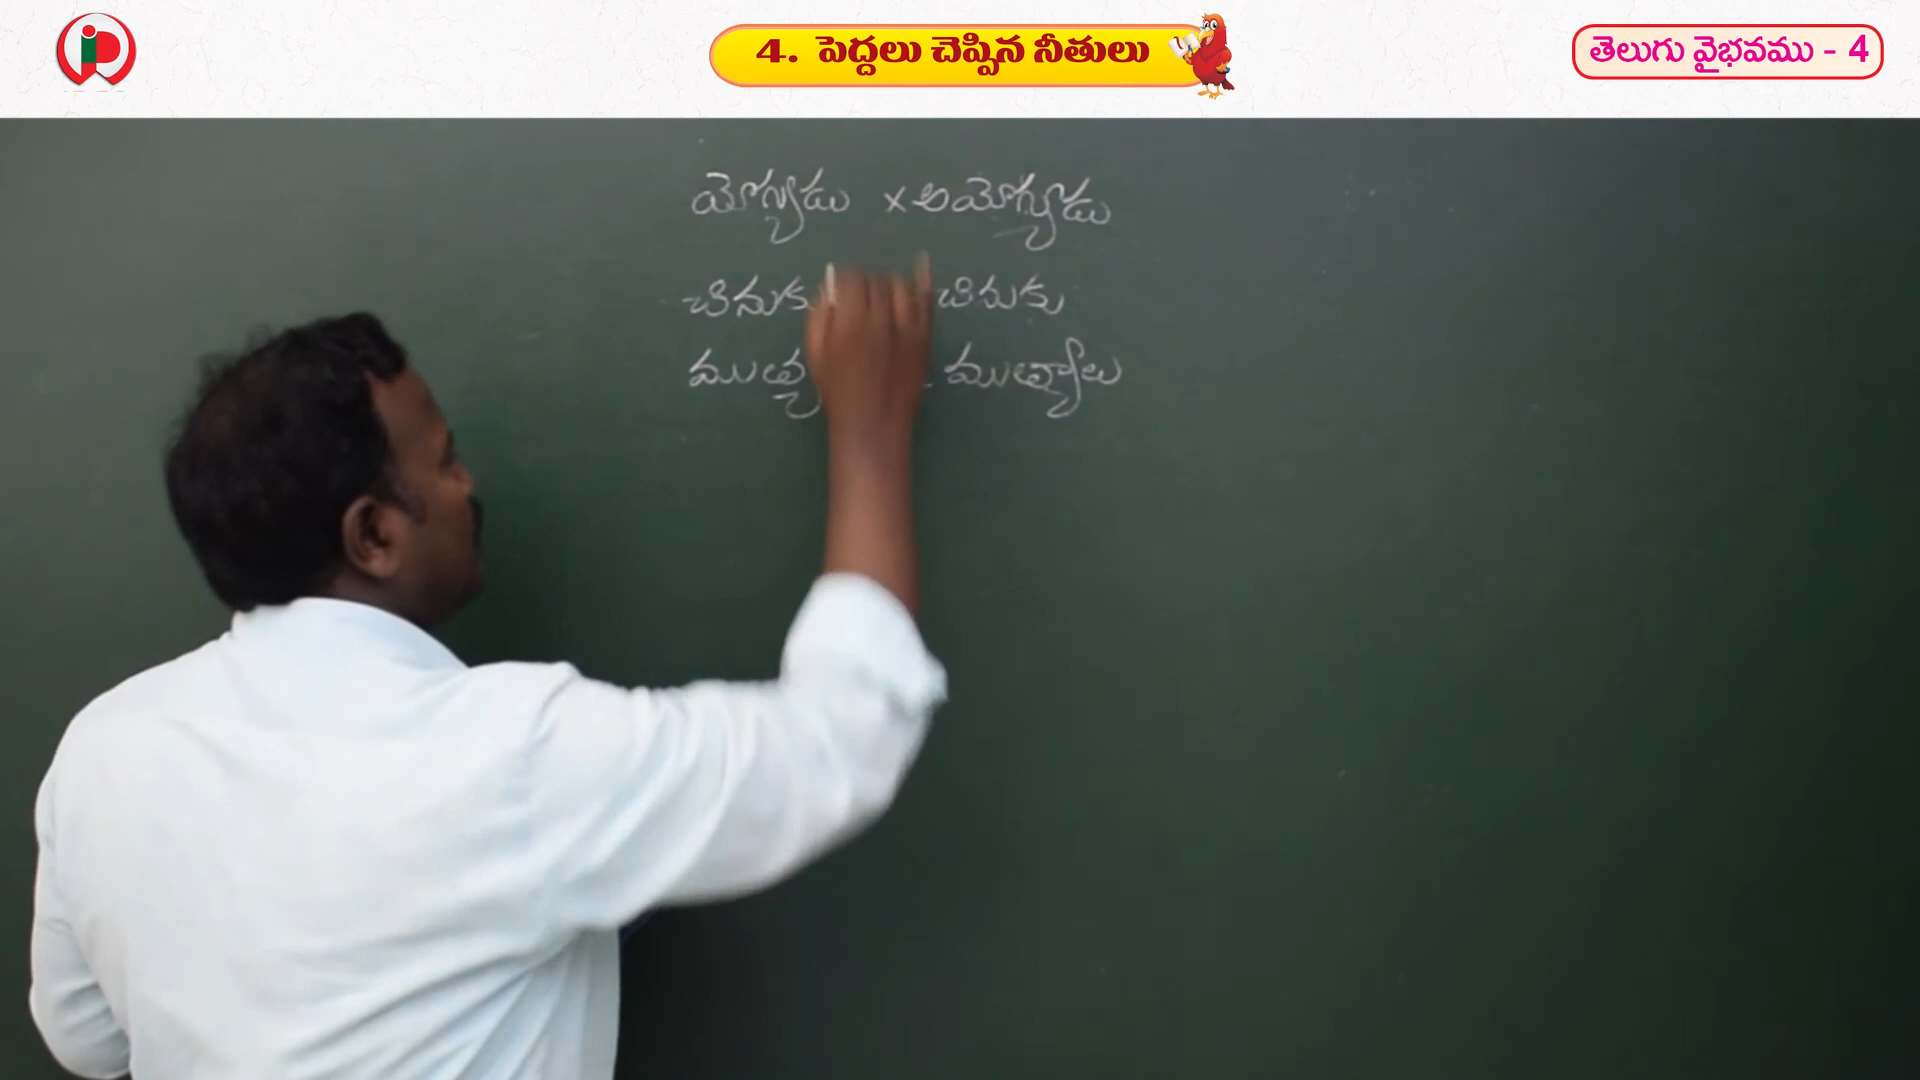 4. పెద్దలు చెప్పిన నీతులు
తెలుగు వైభవము - 4
యోగ్యుడు × అయోగ్యుడు
చినుకు చినుకు
ముత్య ముత్యాలు